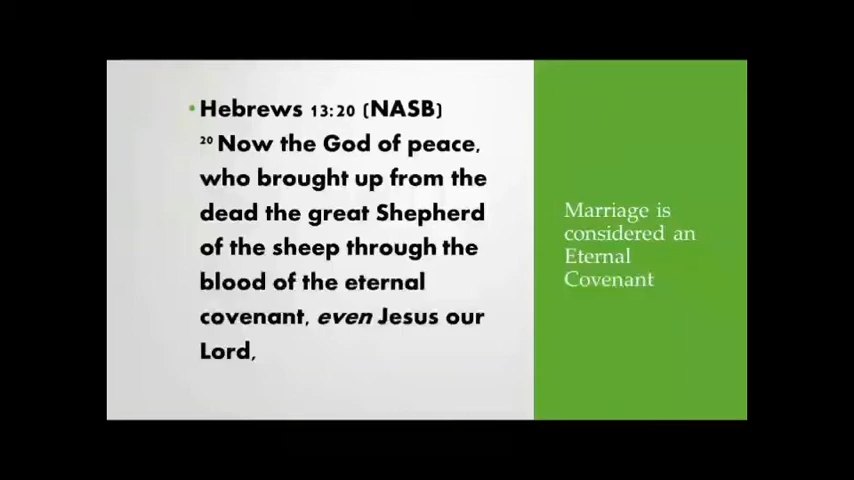 • Hebrews 13:20 (NASB)
20 Now the God of peace,
who brought up from the
dead the great Shepherd
of the sheep through the
blood of the eternal
covenant, even Jesus our
Lord,
Marriage is
considered an
Eternal
Covenant